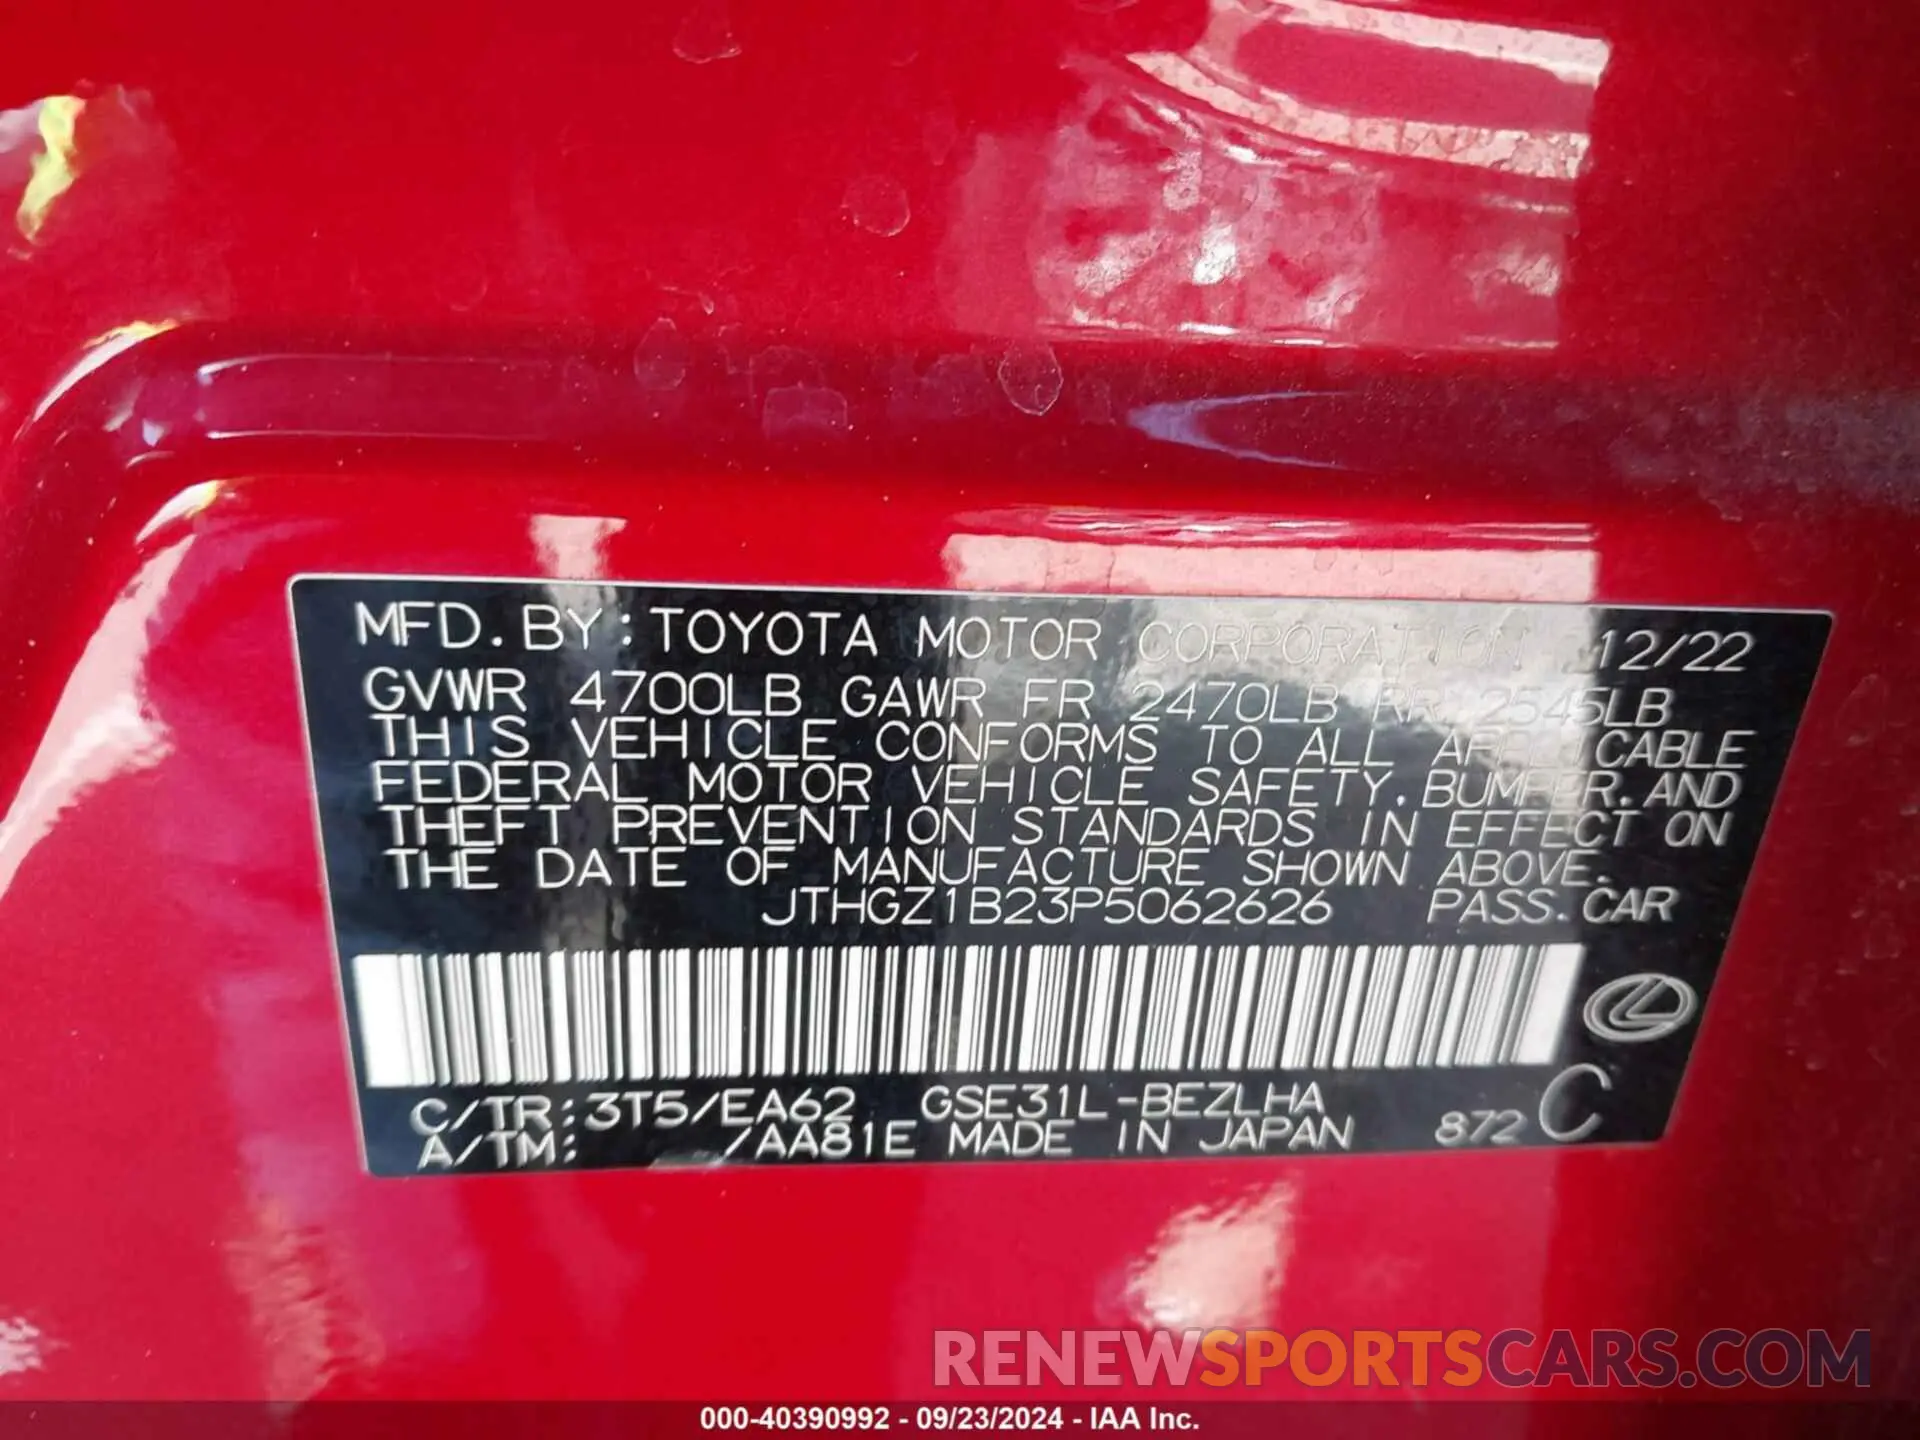 MFD. BY: TOYOTA MOTOR CORPORATION 12/22
GVWR 4700LB GAWR FR 2470LB RR 2545LB
THIS VEHICLE CONFORMS TO ALL APPLICABLE
FEDERAL MOTOR VEHICLE SAFETY, BUMPER, AND
THEFT PREVENTION STANDARDS IN EFFECT ON
THE DATE OF MANUFACTURE SHOWN ABOVE.
JTHGZ1B23P5062626 PASS. CAR
C/TR: 3T5/EA62 GSE31L-BEZLHA
A/TM: /AA81E MADE IN JAPAN 872 C
RENEWSPORTSCARS.COM
000-40390992 - 09/23/2024 - IAA Inc.